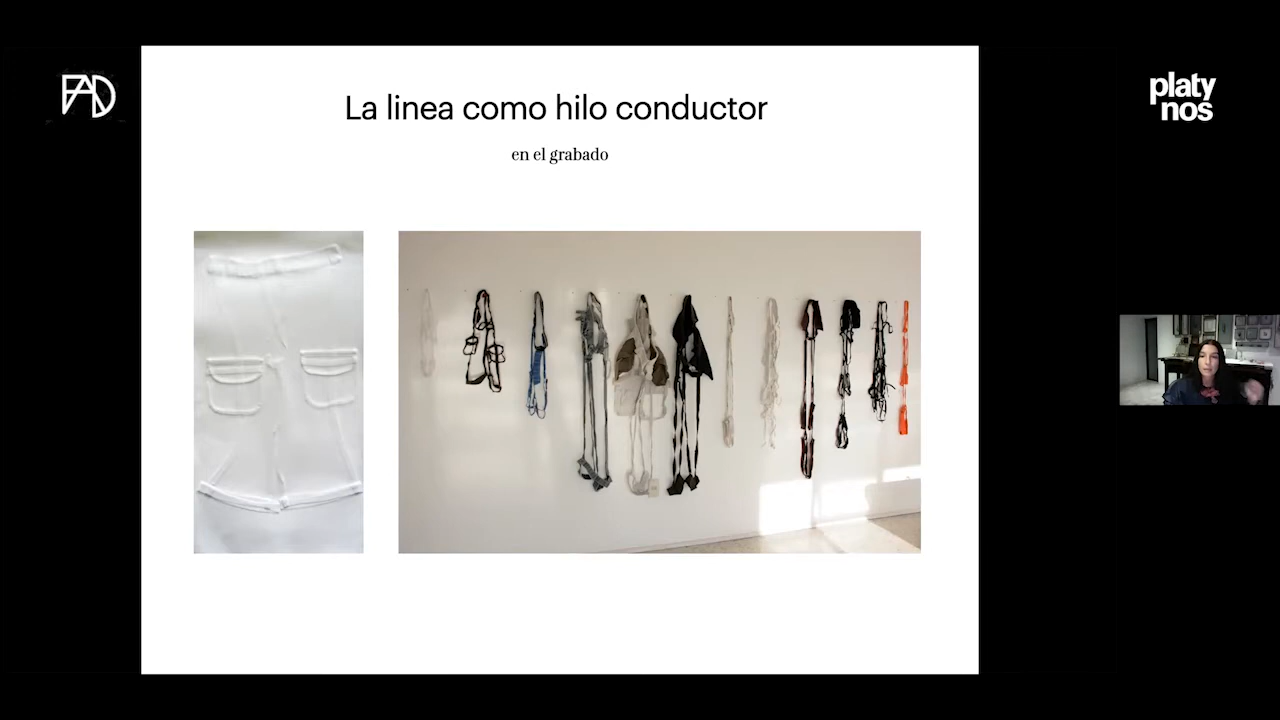 FAD
La linea como hilo conductor
en el grabado
platy
nos